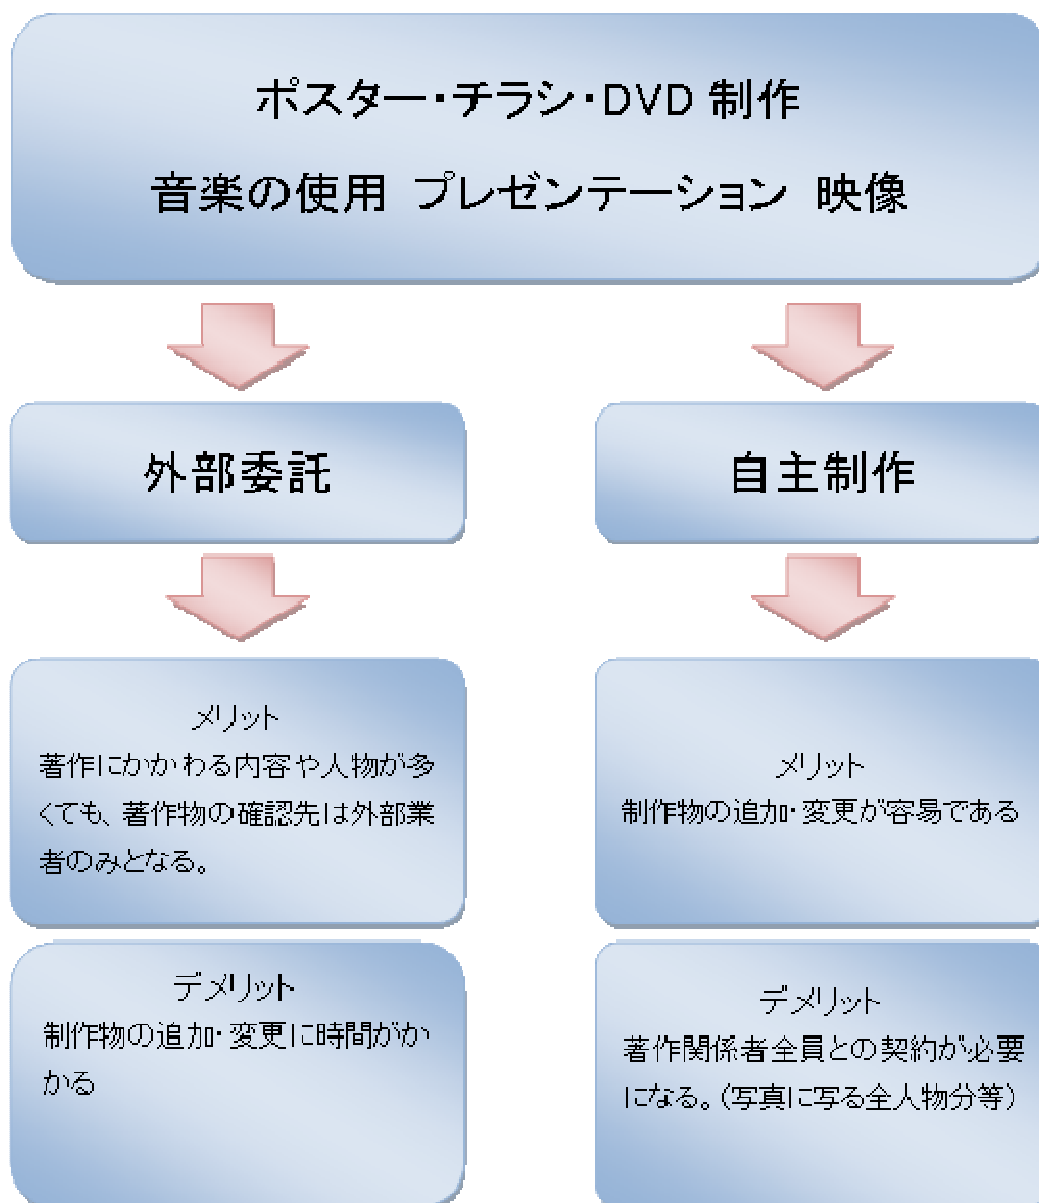 ポスター・チラシ・DVD 制作
音楽の使用 プレゼンテーション 映像
外部委託
自主制作
メリット
著作にかかわる内容や人物が多
くても、著作物の確認先は外部業
者のみとなる。
メリット
制作物の追加・変更が容易である
デメリット
制作物の追加・変更に時間がか
かる
デメリット
著作関係者全員との契約が必要
になる。（写真に写る全人物分等）